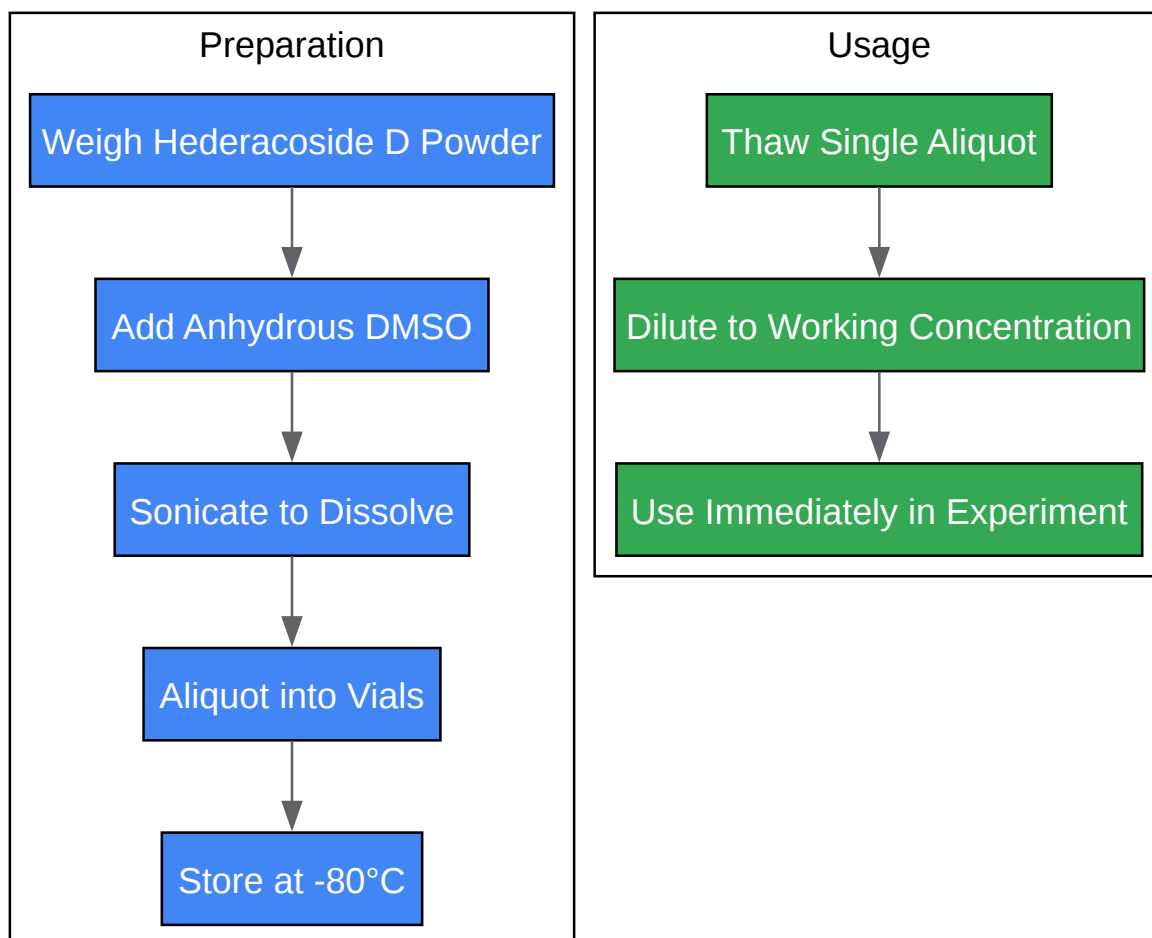 Preparation
Weigh Hederacoside D Powder
Add Anhydrous DMSO
Sonicate to Dissolve
Aliquot into Vials
Store at -80°C
Usage
Thaw Single Aliquot
Dilute to Working Concentration
Use Immediately in Experiment